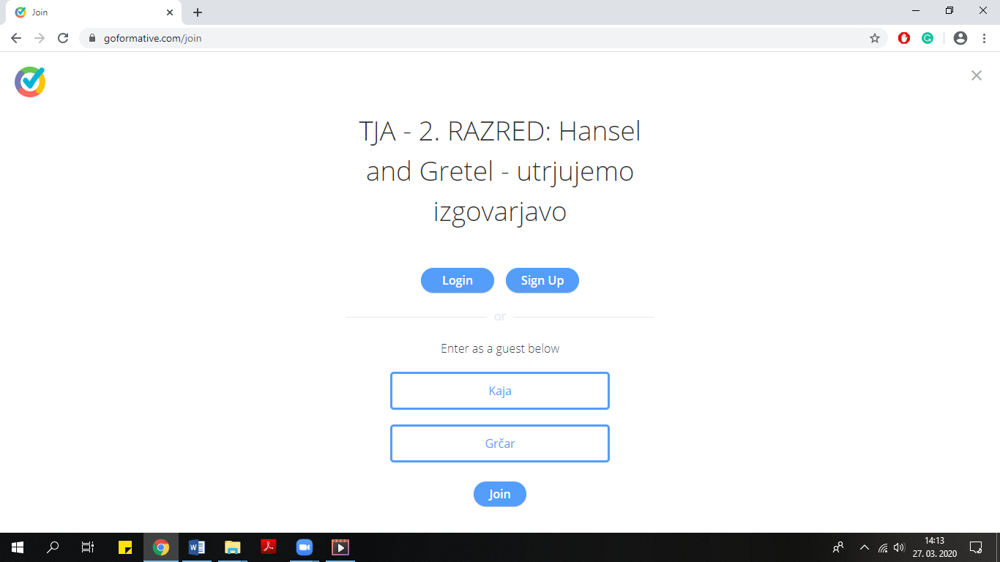 Join
goformative.com/join
TJA - 2. RAZRED: Hansel
and Gretel - utrjujemo
izgovarjavo
Login
Sign Up
or
Enter as a guest below
Kaja
Grčar
Join
14:13
27. 03. 2020